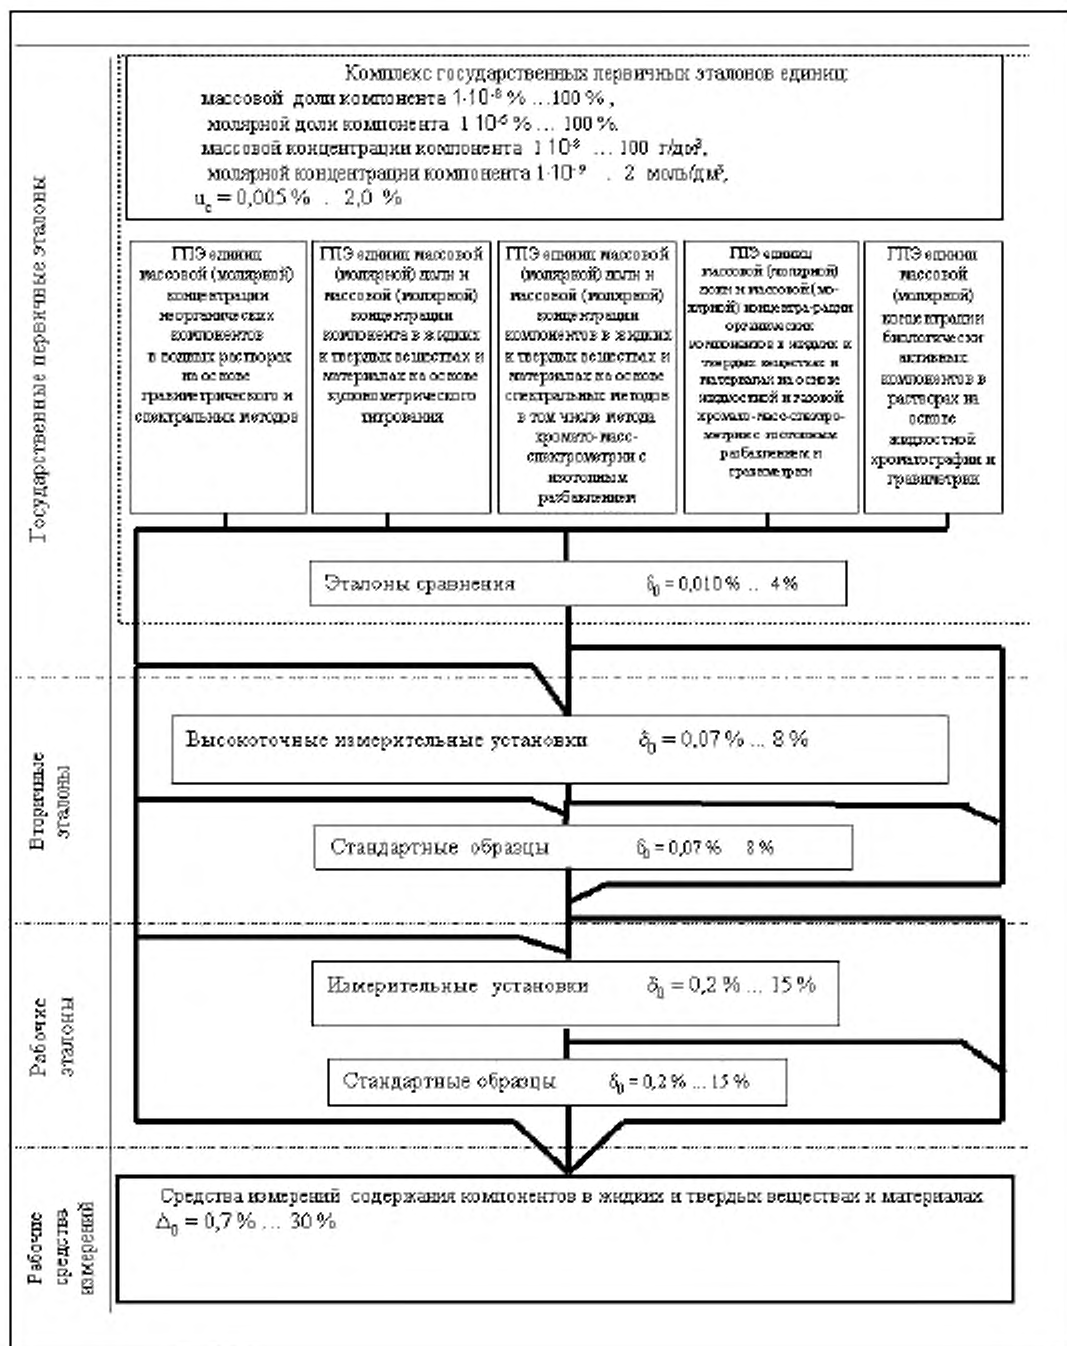 Комплекс государственных первичных эталонов единиц:
массовой доли компонента 1·10⁻⁸ % ...100 % ,
молярной доли компонента 1 10⁻⁶ % ... 100 %.
массовой концентрации компонента 1 10⁻⁸ ... 100 г/дм³,
молярной концентрации компонента 1·10⁻⁹ . 2 моль/дм³,
u_c = 0,005 % . 2,0 %
ГПЭ единиц
массовой (молярной)
концентрации
неорганических
компонентов
в водных растворах
на основе
гравиметрического и
спектральных методов
ГПЭ единиц массовой
(молярной) доли и
массовой (молярной)
концентрации
компонента в жидких
и твердых веществах и
материалах на основе
кулонометрического
титрования
ГПЭ единиц массовой
(молярной) доли и
массовой (молярной)
концентрации
компонентов в жидких
и твердых веществах и
материалах на основе
спектральных методов
в том числе метода
хромато-масс-
спектрометрии с
изотопным
разбавлением
ГПЭ единиц
массовой (молярной)
доли и массовой (мо-
лярной) концентра-рации
органических
компонентов в жидких и
твердых веществах и
материалах на основе
жидкостной и газовой
хромато-масс-спектро-
метрии с изотопным
разбавлением и
гравиметрии
ГПЭ единиц
массовой
(молярной)
концентрации
биологически
активных
компонентов в
растворах на
основе
жидкостной
хроматографии и
гравиметрии
Государственные первичные эталоны
Эталоны сравнения δ₀ = 0,010 % ... 4 %
Вторичные
эталоны
Высокоточные измерительные установки δ₀ = 0,07 % ... 8 %
Стандартные образцы δ₀ = 0,07 % 8 %
Рабочие
эталоны
Измерительные установки δ₀ = 0,2 % ... 15 %
Стандартные образцы δ₀ = 0,2 % ... 15 %
Рабочие
средства
измерений
Средства измерений содержания компонентов в жидких и твердых веществах и материалах
Δ₀ = 0,7 % ... 30 %